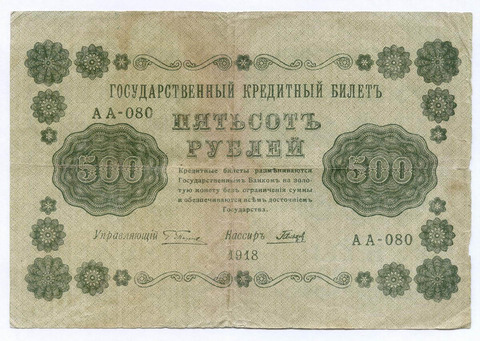 ГОСУДАРСТВЕННЫЙ КРЕДИТНЫЙ БИЛЕТЪ
АА-080
ПЯТЬСОТЪ
РУБЛЕЙ
500
500
Кредитные билеты размѣниваются
Государственнымъ Банкомъ на золо-
тую монету безъ ограниченія суммы
и обезпечиваются всѣмъ достояніемъ
Государства.
Управляющій
Кассиръ
АА-080
1918